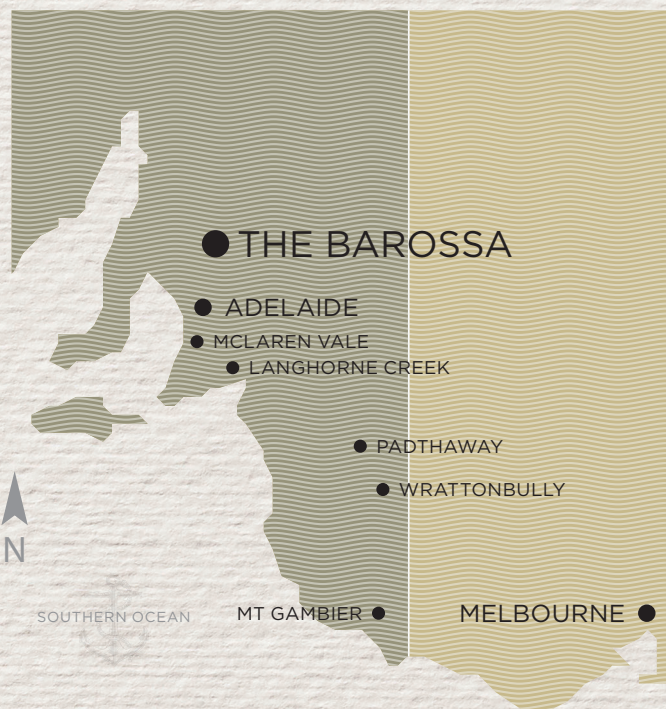 THE BAROSSA
ADELAIDE
MCLAREN VALE
LANGHORNE CREEK
PADTHAWAY
WRATTONBULLY
N
SOUTHERN OCEAN
MT GAMBIER
MELBOURNE